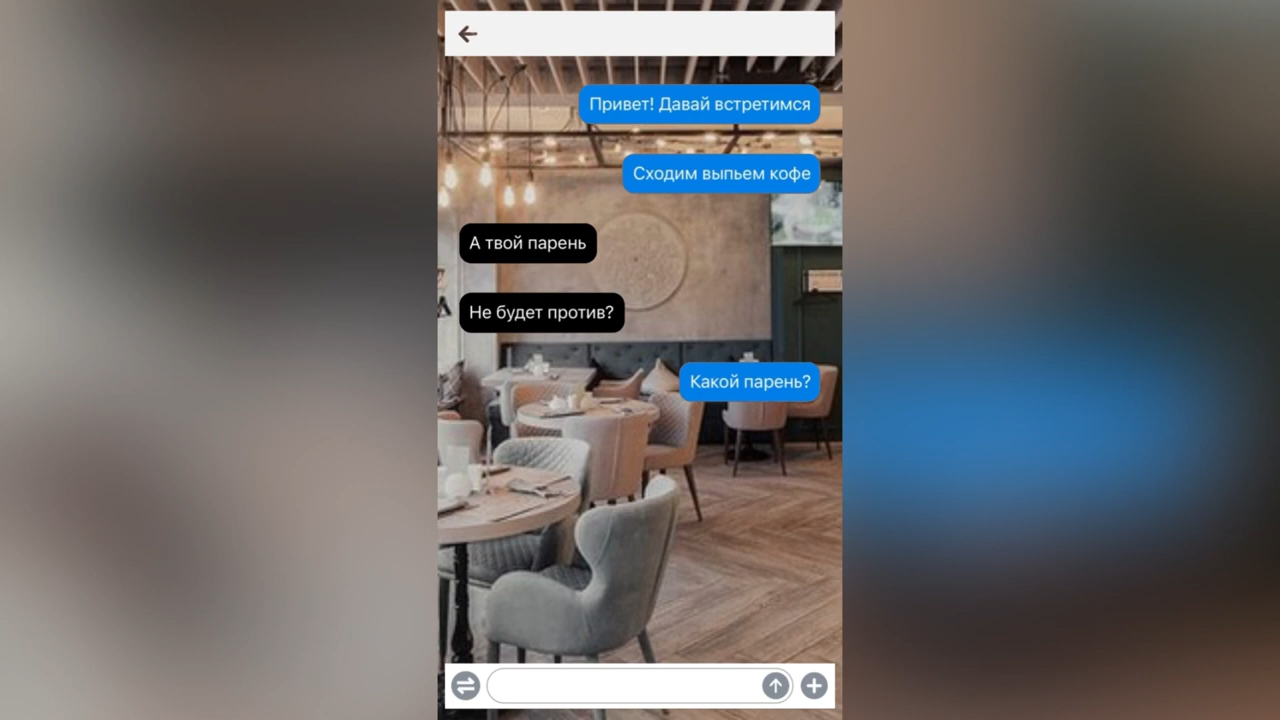 Привет! Давай встретимся
Сходим выпьем кофе
А твой парень
Не будет против?
Какой парень?